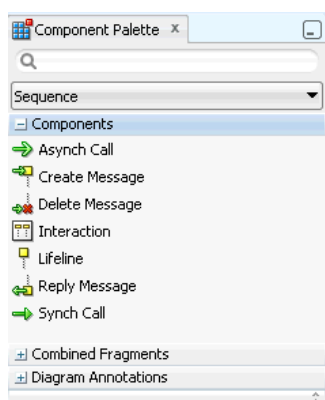 Component Palette
Sequence
Components
Asynch Call
Create Message
Delete Message
Interaction
Lifeline
Reply Message
Synch Call
Combined Fragments
Diagram Annotations